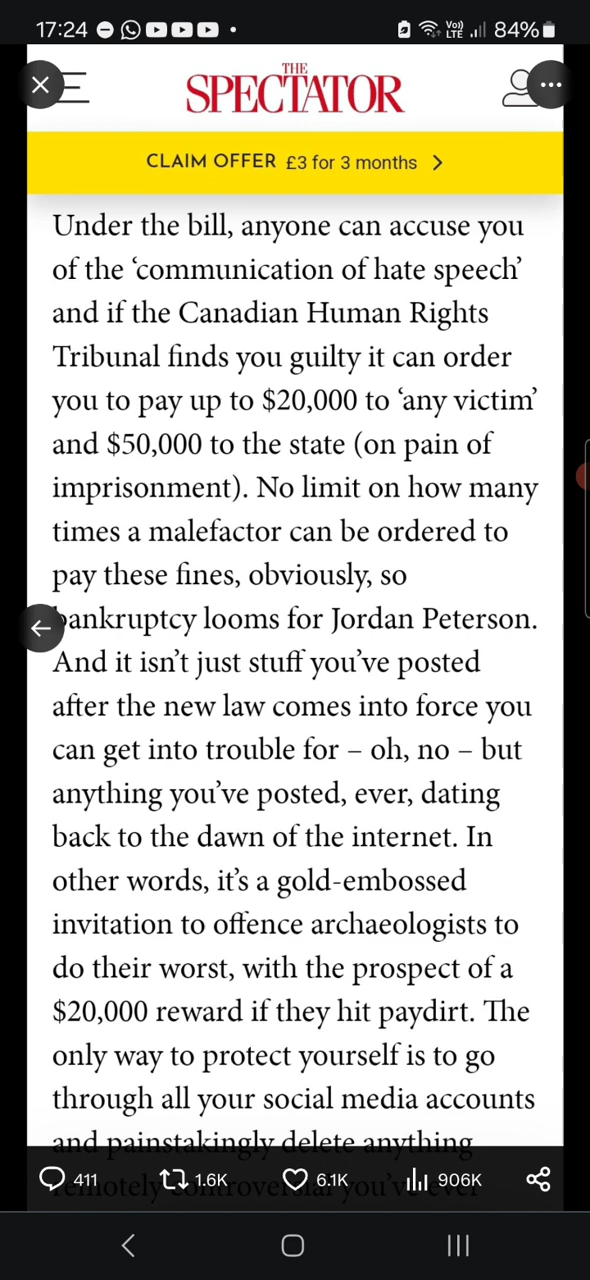 17:24 84%
Vo))
LTE
THE
SPECTATOR
CLAIM OFFER £3 for 3 months >
Under the bill, anyone can accuse you
of the ‘communication of hate speech’
and if the Canadian Human Rights
Tribunal finds you guilty it can order
you to pay up to $20,000 to ‘any victim’
and $50,000 to the state (on pain of
imprisonment). No limit on how many
times a malefactor can be ordered to
pay these fines, obviously, so
bankruptcy looms for Jordan Peterson.
And it isn’t just stuff you’ve posted
after the new law comes into force you
can get into trouble for – oh, no – but
anything you’ve posted, ever, dating
back to the dawn of the internet. In
other words, it’s a gold-embossed
invitation to offence archaeologists to
do their worst, with the prospect of a
$20,000 reward if they hit paydirt. The
only way to protect yourself is to go
through all your social media accounts
and painstakingly delete anything
remotely controversial you’ve ever
411 1.6K 6.1K 906K